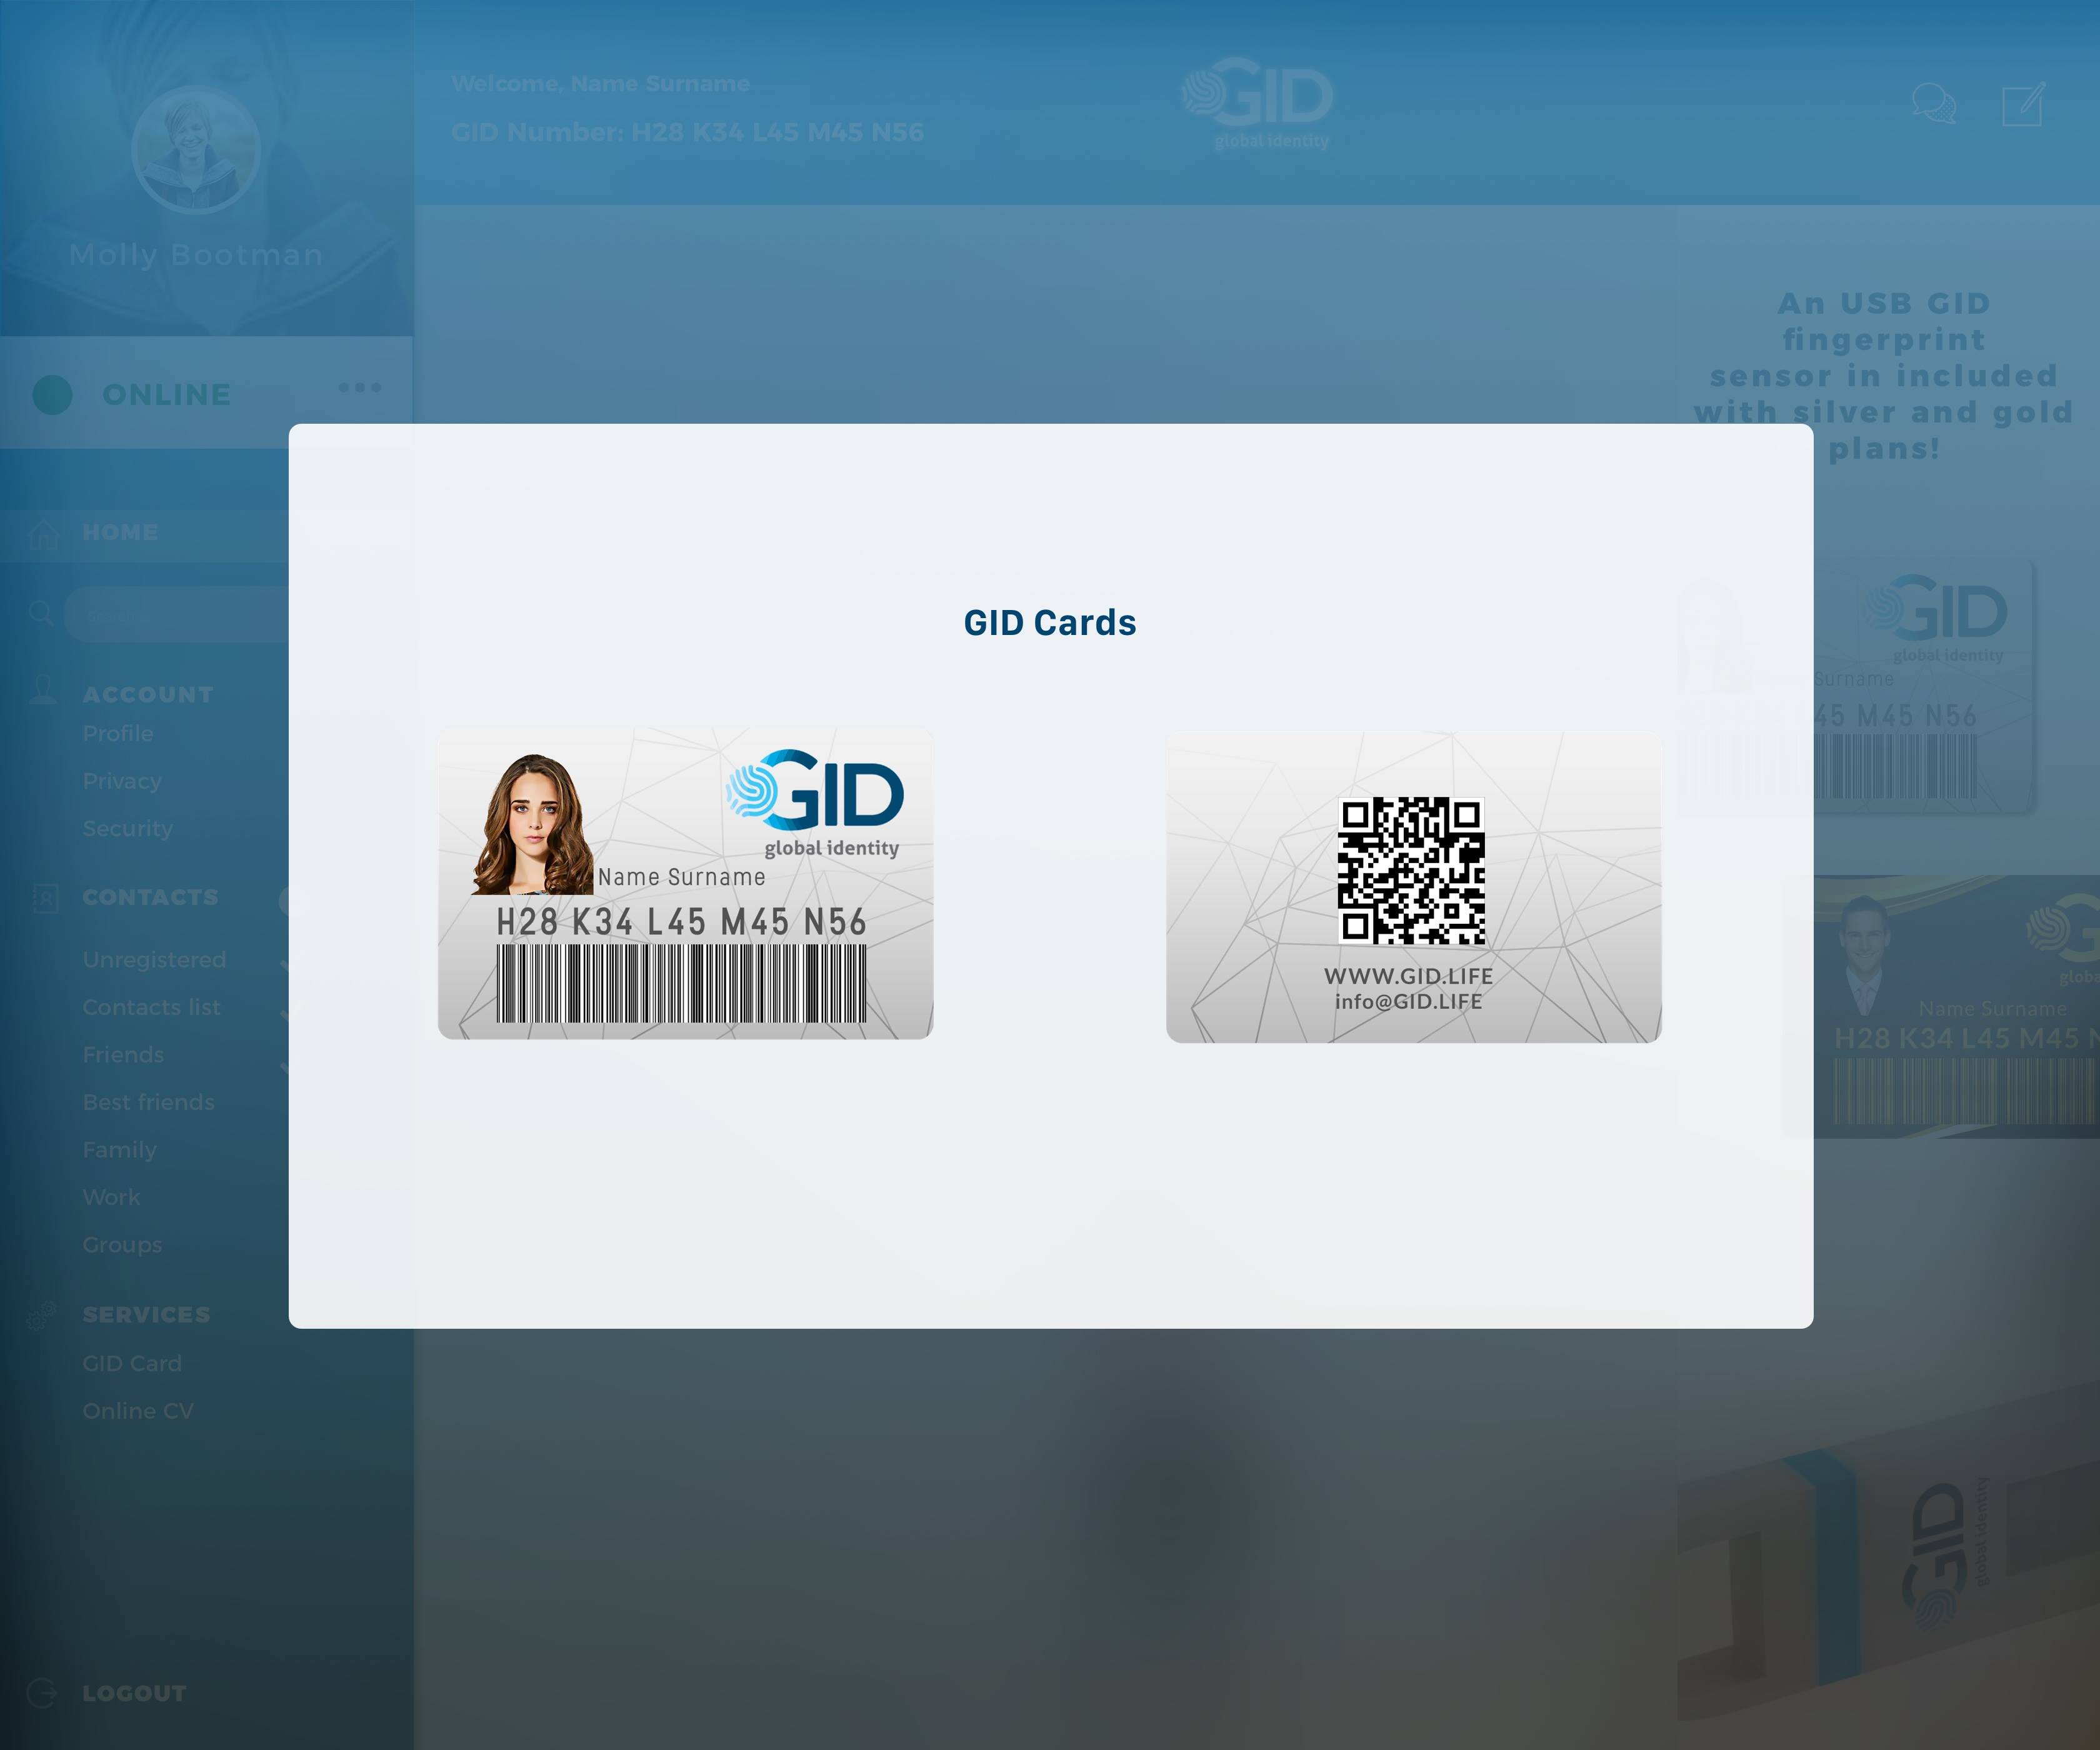 Welcome, Name Surname
GID Number: H28 K34 L45 M45 N56
GID
global identity
Molly Bootman
ONLINE
An USB GID
fingerprint
sensor in included
with silver and gold
plans!
HOME
ACCOUNT
Profile
Privacy
Security
CONTACTS
Unregistered
Contacts list
Friends
Best friends
Family
Work
Groups
SERVICES
GID Card
Online CV
LOGOUT
GID Cards
GID
global identity
Name Surname
H28 K34 L45 M45 N56
WWW.GID.LIFE
info@GID.LIFE
GID
global identity
Surname
45 M45 N56
Name Surname
H28 K34 L45 M45
GID
global identity